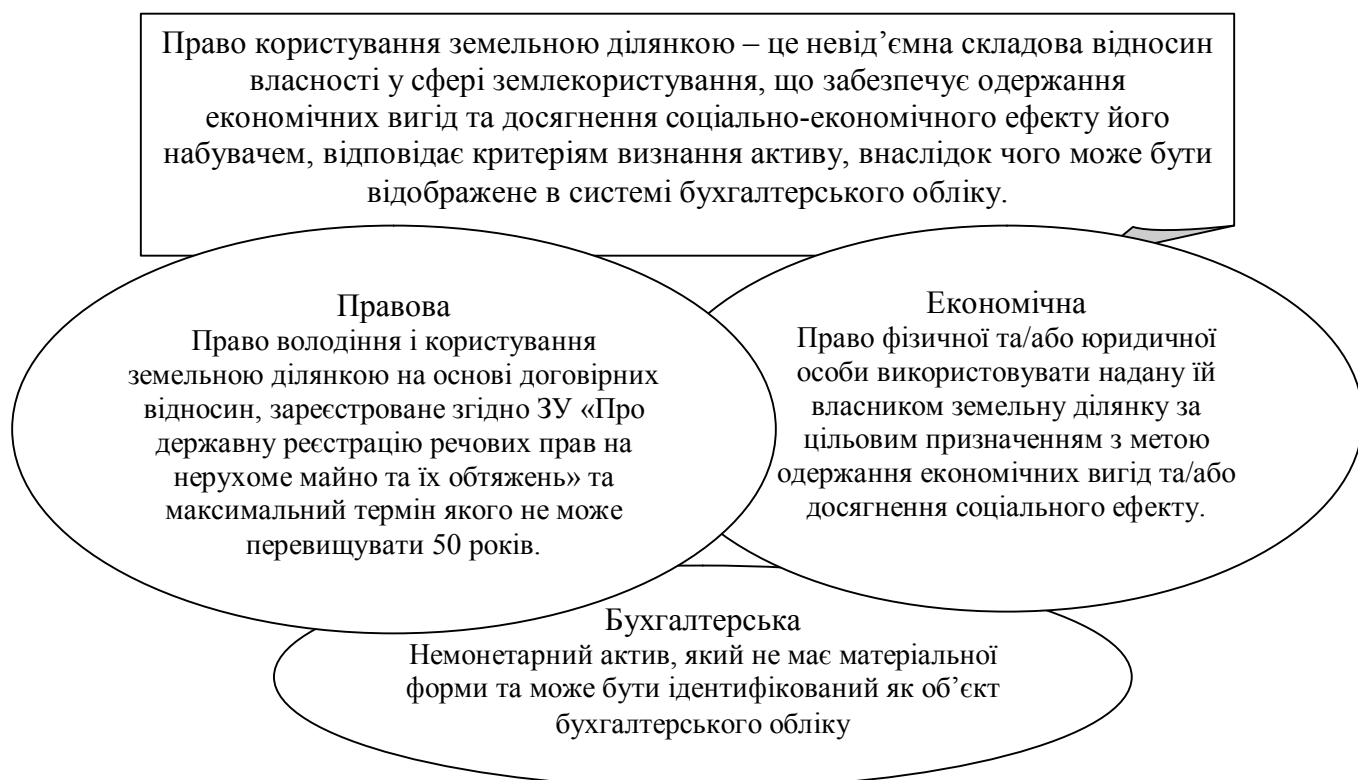 Право користування земельною ділянкою – це невід’ємна складова відносин
власності у сфері землекористування, що забезпечує одержання
економічних вигід та досягнення соціально-економічного ефекту його
набувачем, відповідає критеріям визнання активу, внаслідок чого може бути
відображене в системі бухгалтерського обліку.
Правова
Право володіння і користування
земельною ділянкою на основі договірних
відносин, зареєстроване згідно ЗУ «Про
державну реєстрацію речових прав на
нерухоме майно та їх обтяжень» та
максимальний термін якого не може
перевищувати 50 років.
Економічна
Право фізичної та/або юридичної
особи використовувати надану їй
власником земельну ділянку за
цільовим призначенням з метою
одержання економічних вигід та/або
досягнення соціального ефекту.
Бухгалтерська
Немонетарний актив, який не має матеріальної
форми та може бути ідентифікований як об’єкт
бухгалтерського обліку